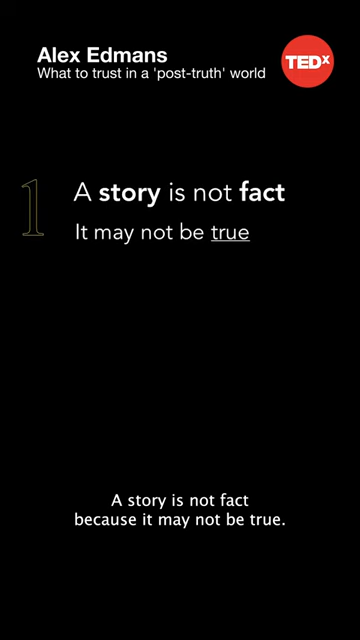 Alex Edmans
What to trust in a 'post-truth' world
TEDx
1
A story is not fact
It may not be true
A story is not fact
because it may not be true.